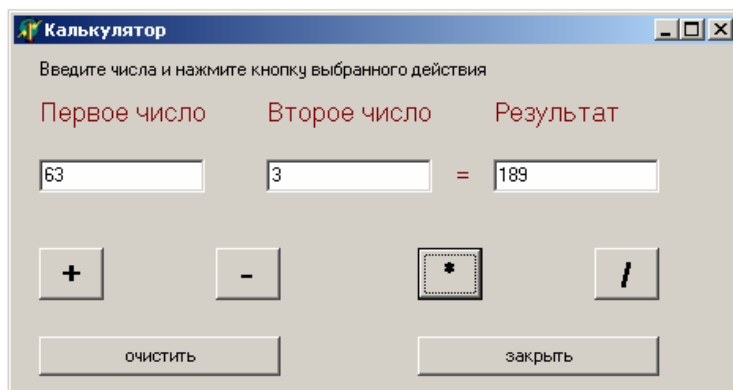 Калькулятор
Введите числа и нажмите кнопку выбранного действия
Первое число Второе число Результат
63 3 = 189
+ - * /
очистить закрыть